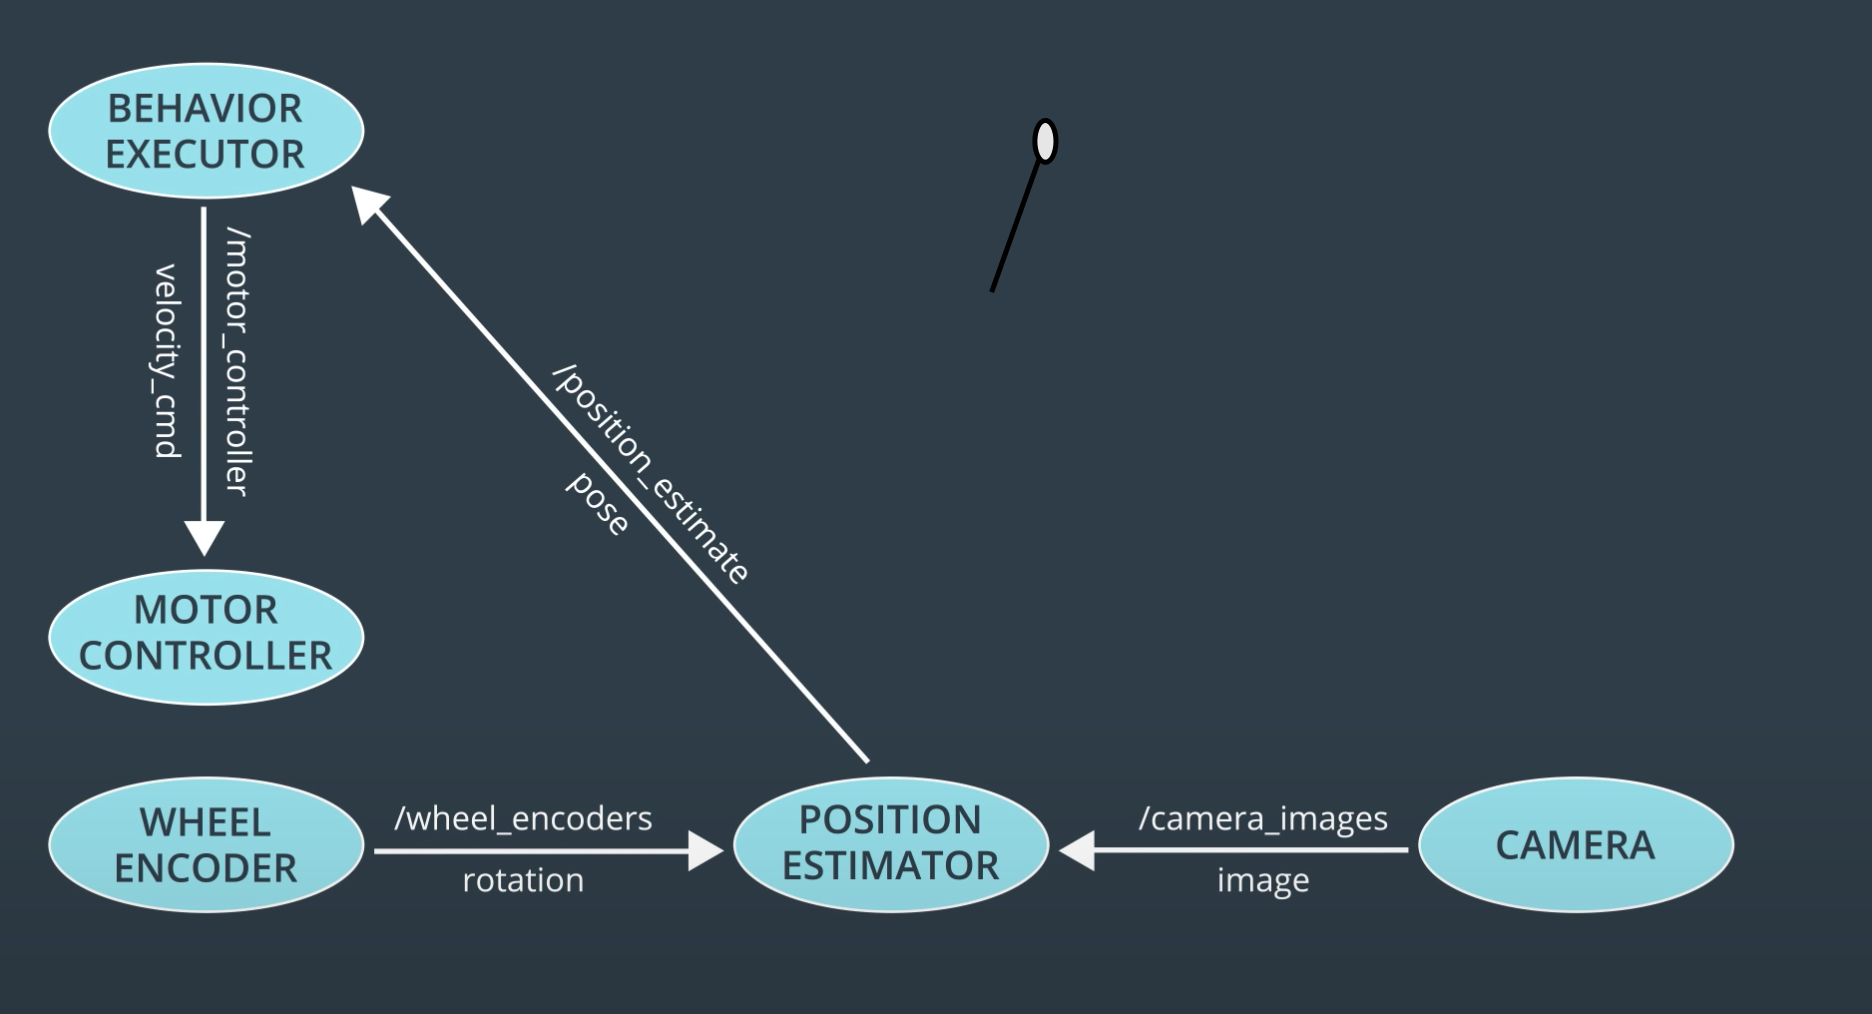 BEHAVIOR
EXECUTOR
/motor_controller
velocity_cmd
/position_estimate
pose
MOTOR
CONTROLLER
WHEEL
ENCODER
/wheel_encoders
rotation
POSITION
ESTIMATOR
/camera_images
image
CAMERA